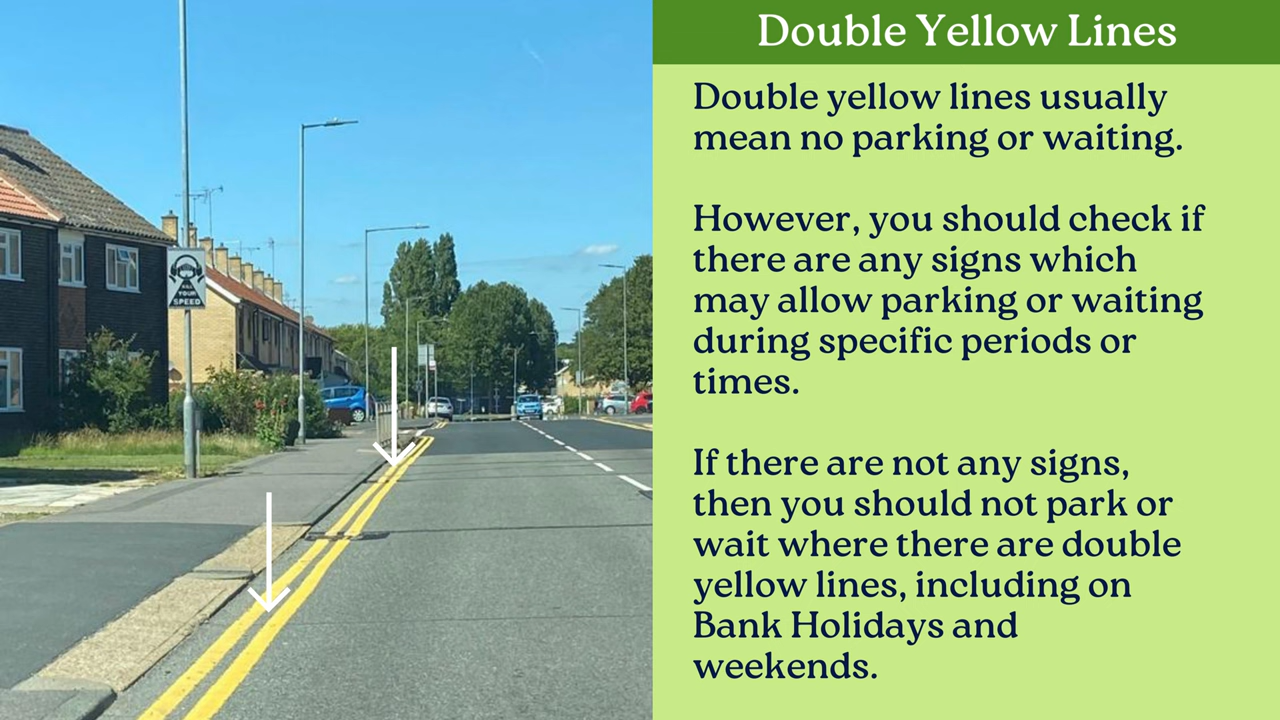 Double Yellow Lines
Double yellow lines usually
mean no parking or waiting.
However, you should check if
there are any signs which
may allow parking or waiting
during specific periods or
times.
If there are not any signs,
then you should not park or
wait where there are double
yellow lines, including on
Bank Holidays and
weekends.
KILL
YOUR
SPEED